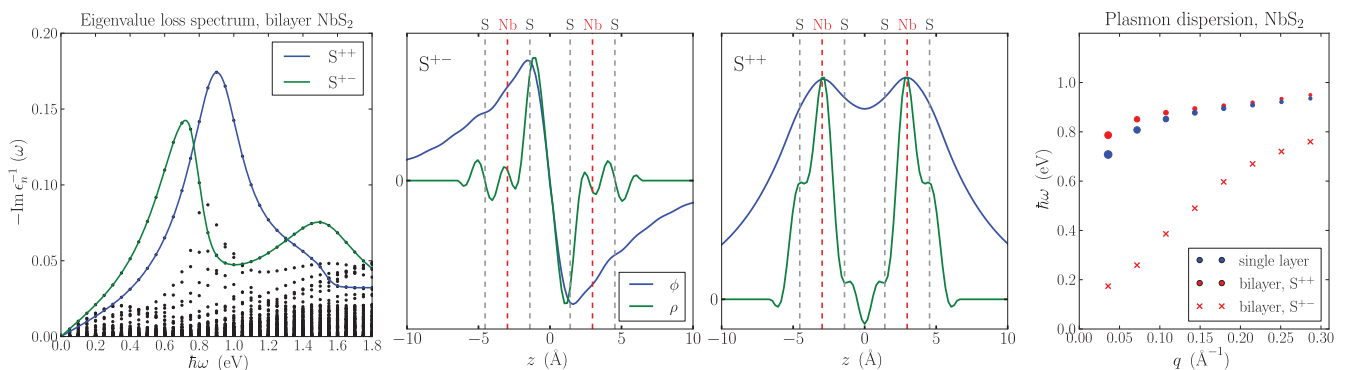 Eigenvalue loss spectrum, bilayer NbS₂
−Im ϵₙ⁻¹ (ω)
0.20
0.15
0.10
0.05
0.00
S⁺⁺
S⁺⁻
0.0 0.2 0.4 0.6 0.8 1.0 1.2 1.4 1.6 1.8
ħω (eV)
S Nb S S Nb S
S⁺⁻
0
ϕ
ρ
−10 −5 0 5 10
z (Å)
S Nb S S Nb S
S⁺⁺
0
−10 −5 0 5 10
z (Å)
Plasmon dispersion, NbS₂
ħω (eV)
1.0
0.8
0.6
0.4
0.2
0.0
single layer
bilayer, S⁺⁺
bilayer, S⁺⁻
0.00 0.05 0.10 0.15 0.20 0.25 0.30
q (Å⁻¹)